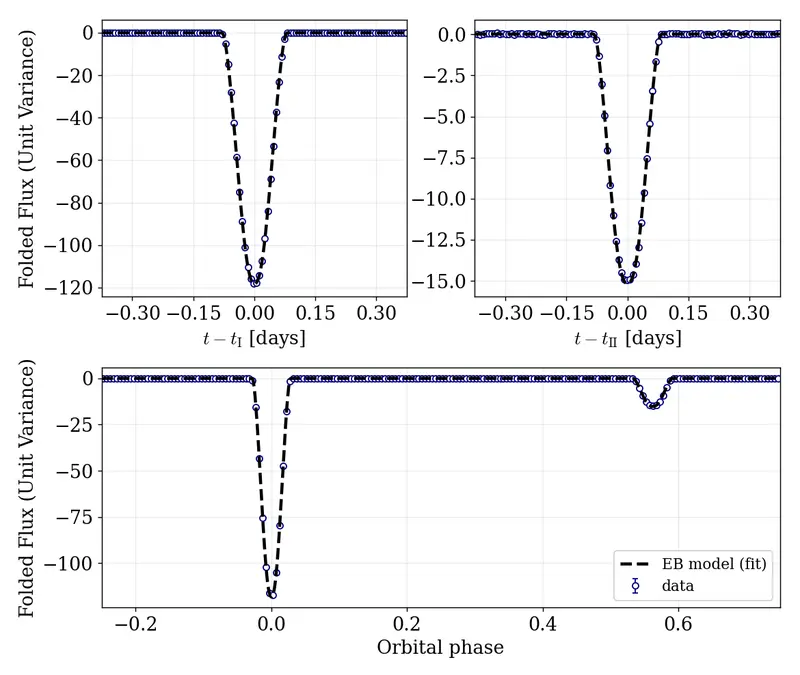 Folded Flux (Unit Variance)
0
−20
−40
−60
−80
−100
−120
−0.30 −0.15 0.00 0.15 0.30
t − t_I [days]
0.0
−2.5
−5.0
−7.5
−10.0
−12.5
−15.0
−0.30 −0.15 0.00 0.15 0.30
t − t_II [days]
Folded Flux (Unit Variance)
0
−25
−50
−75
−100
−0.2 0.0 0.2 0.4 0.6
Orbital phase
EB model (fit)
data